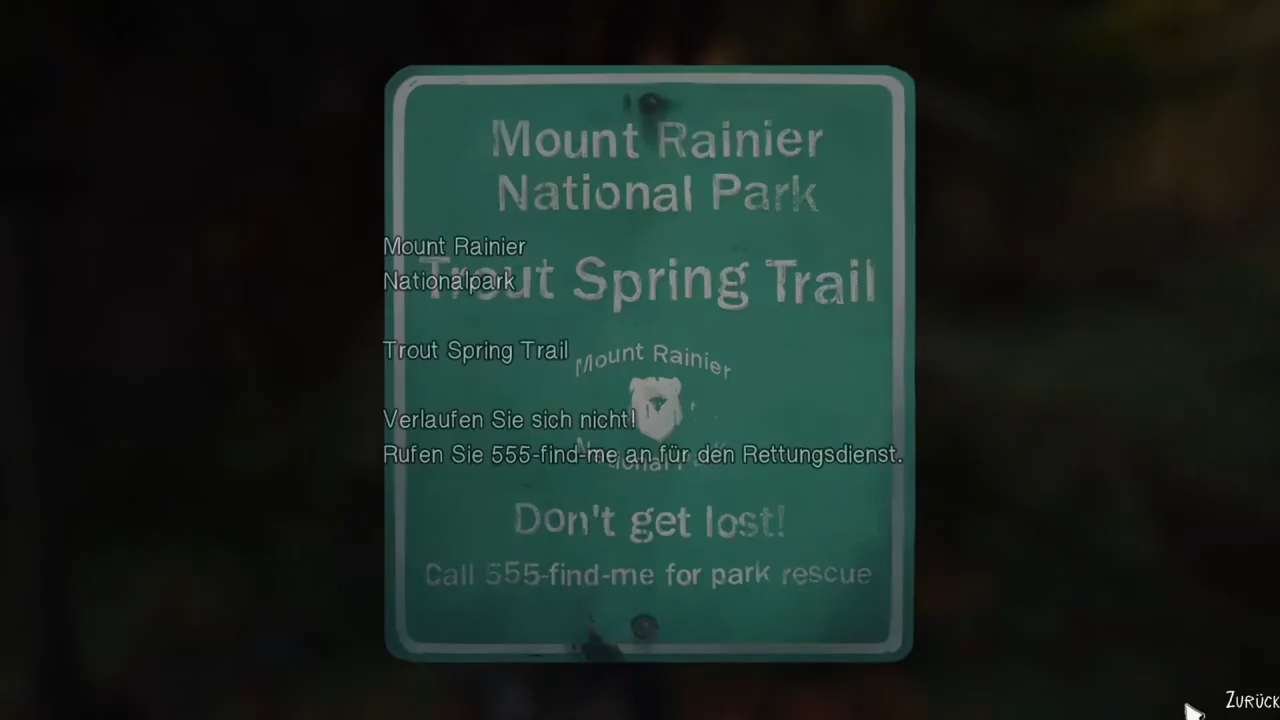 Mount Rainier
National Park
Mount Rainier
Nationalpark
Trout Spring Trail
Trout Spring Trail
Mount Rainier
National Park
Verlaufen Sie sich nicht!
Rufen Sie 555-find-me an für den Rettungsdienst.
Don't get lost!
Call 555-find-me for park rescue
ZURÜCK